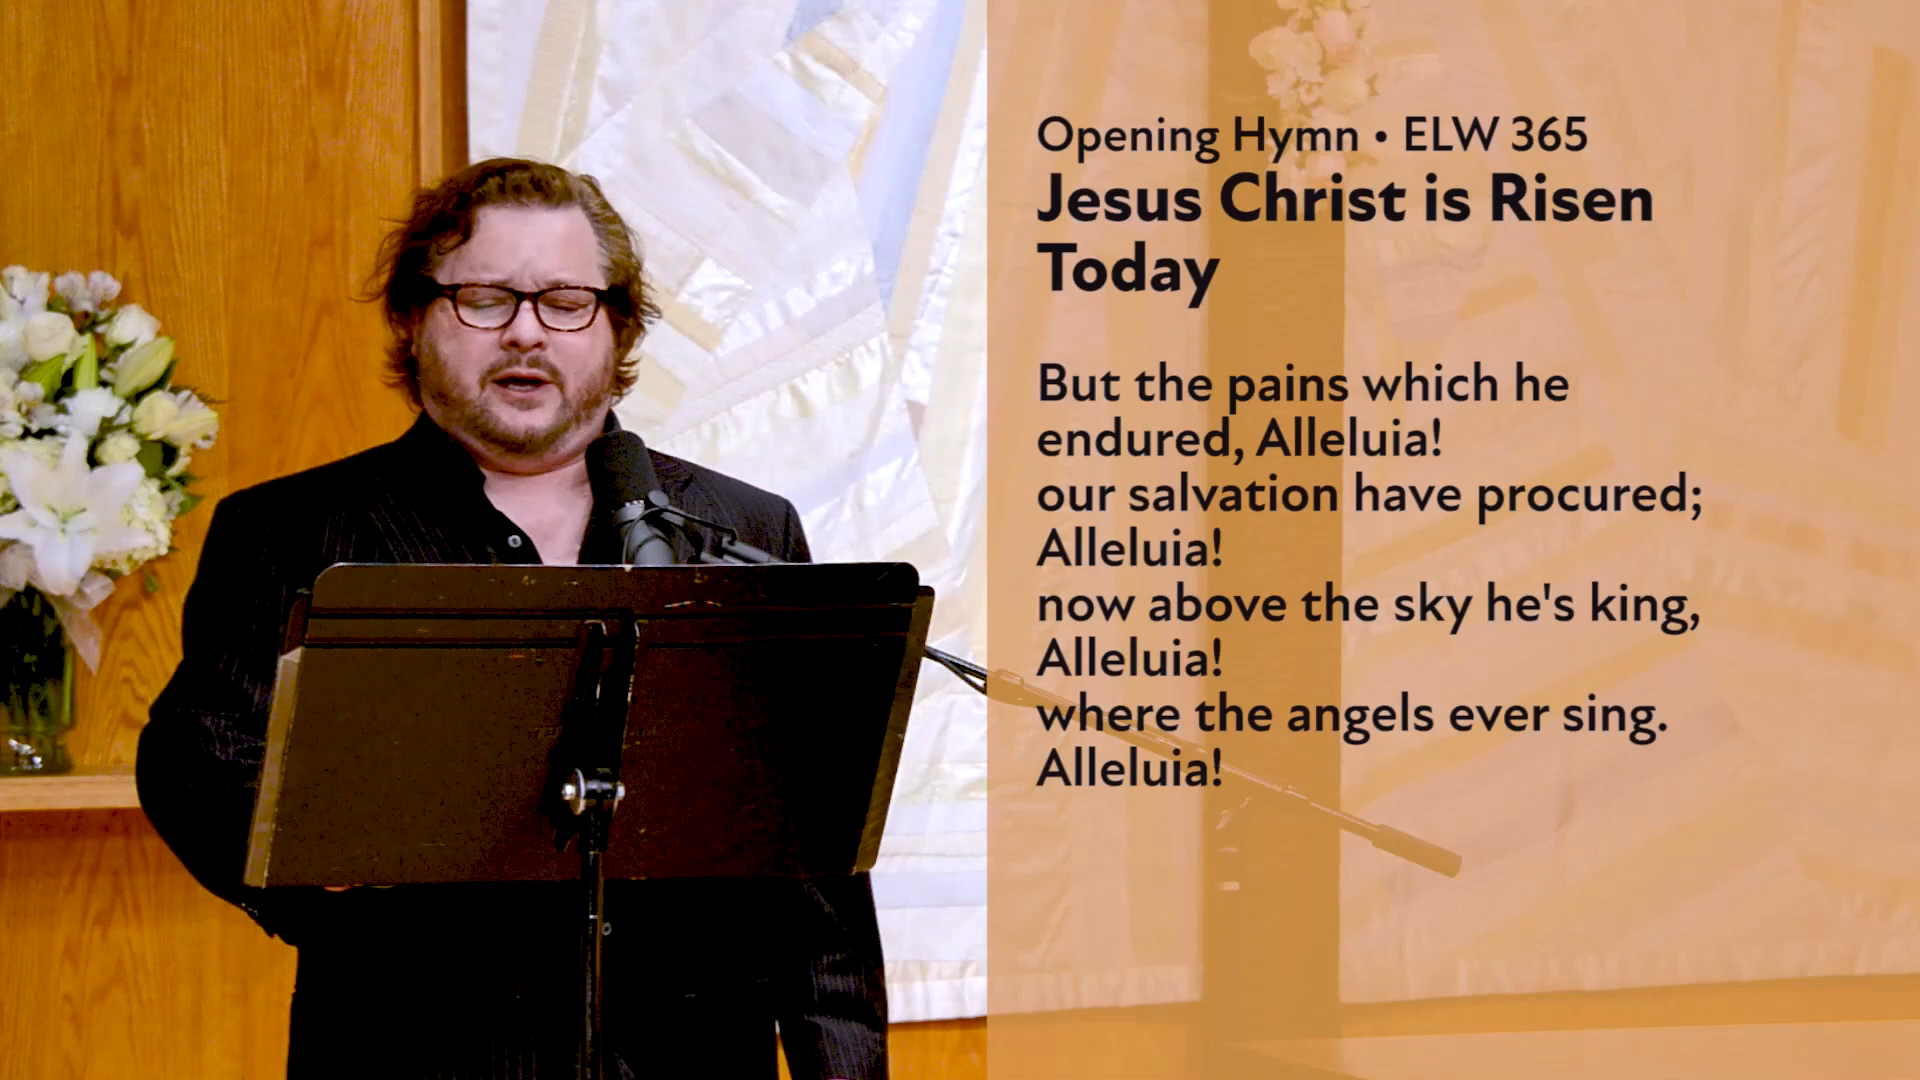 Opening Hymn • ELW 365
Jesus Christ is Risen
Today
But the pains which he
endured, Alleluia!
our salvation have procured;
Alleluia!
now above the sky he's king,
Alleluia!
where the angels ever sing.
Alleluia!